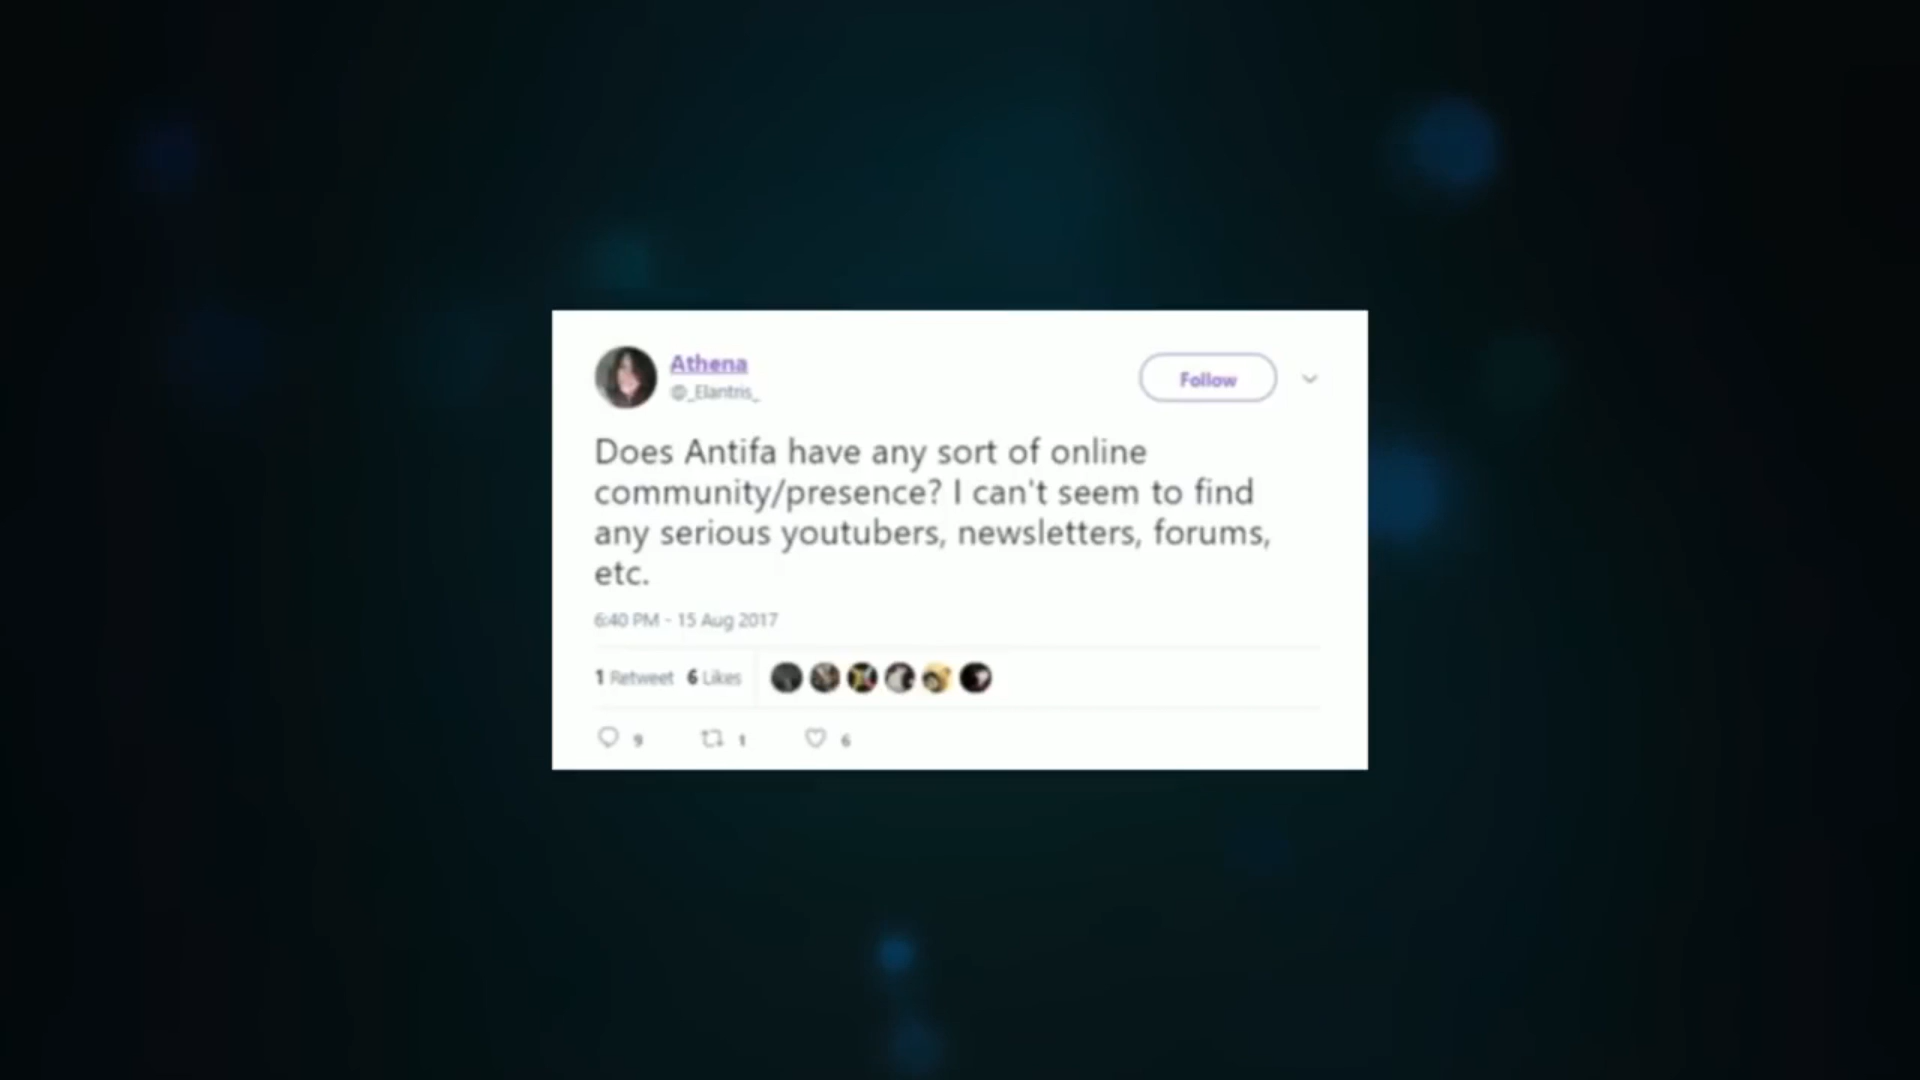 Athena
@_Elantris_
Follow
Does Antifa have any sort of online
community/presence? I can't seem to find
any serious youtubers, newsletters, forums,
etc.
6:40 PM - 15 Aug 2017
1 Retweet 6 Likes
9 1 6